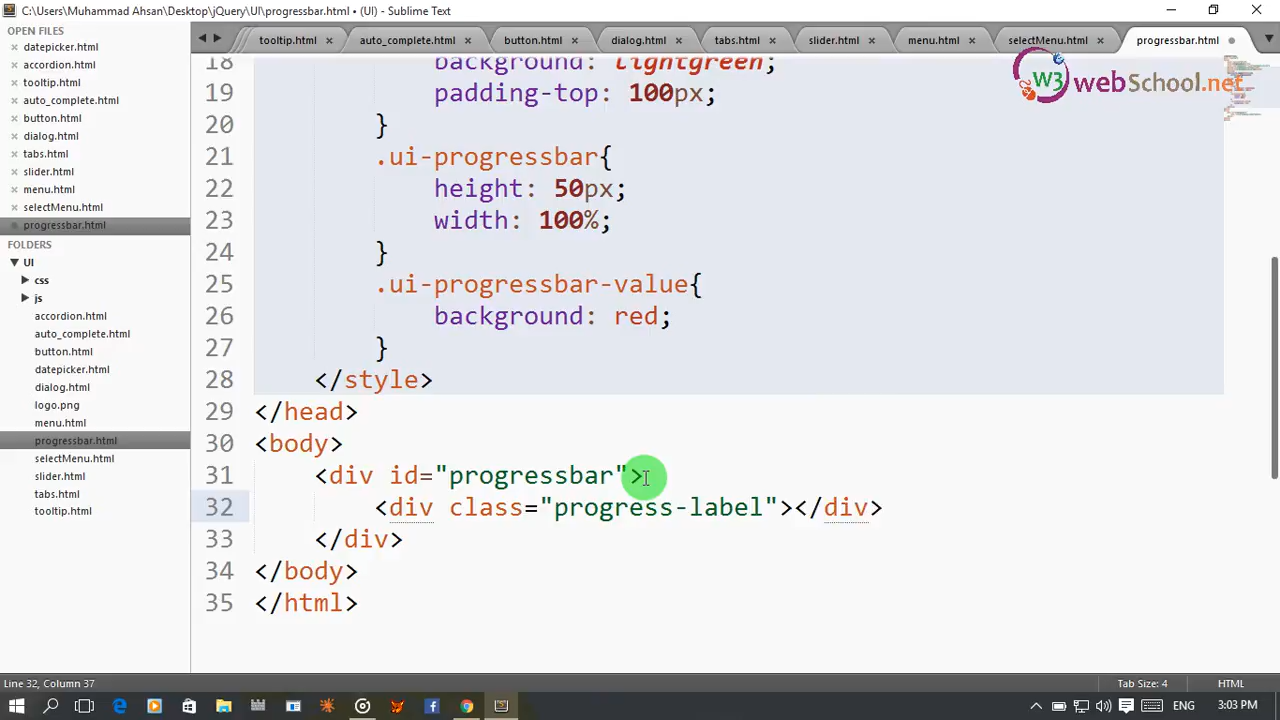 C:\Users\Muhammad Ahsan\Desktop\jQuery\UI\progressbar.html • (UI) - Sublime Text
OPEN FILES
datepicker.html
accordion.html
tooltip.html
auto_complete.html
button.html
dialog.html
tabs.html
slider.html
menu.html
selectMenu.html
progressbar.html
FOLDERS
UI
css
js
accordion.html
auto_complete.html
button.html
datepicker.html
dialog.html
logo.png
menu.html
progressbar.html
selectMenu.html
slider.html
tabs.html
tooltip.html
tooltip.html auto_complete.html button.html dialog.html tabs.html slider.html menu.html selectMenu.html progressbar.html
W3 webSchool.net
18 background: lightgreen;
19 padding-top: 100px;
20 }
21 .ui-progressbar{
22 height: 50px;
23 width: 100%;
24 }
25 .ui-progressbar-value{
26 background: red;
27 }
28 </style>
29 </head>
30 <body>
31 <div id="progressbar">
32 <div class="progress-label"></div>
33 </div>
34 </body>
35 </html>
Line 32, Column 37 Tab Size: 4 HTML
ENG 3:03 PM